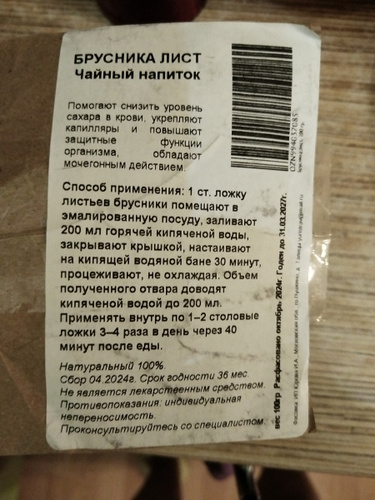 БРУСНИКА ЛИСТ
Чайный напиток
Помогают снизить уровень
сахара в крови, укрепляют
капилляры и повышают
защитные функции
организма, обладают
мочегонным действием.
Способ применения: 1 ст. ложку
листьев брусники помещают в
эмалированную посуду, заливают
200 мл горячей кипяченой воды,
закрывают крышкой, настаивают
на кипящей водяной бане 30 минут,
процеживают, не охлаждая. Объем
полученного отвара доводят
кипяченой водой до 200 мл.
Применять внутрь по 1–2 столовые
ложки 3–4 раза в день через 40
минут после еды.
Натуральный 100%
Сбор 04.2024г. Срок годности 36 мес.
Не является лекарственным средством.
Противопоказания: индивидуальная
непереносимость.
Проконсультируйтесь со специалистом.
вес 100гр Расфасовано октябрь 2024г. Годен до 31.03.2027г.